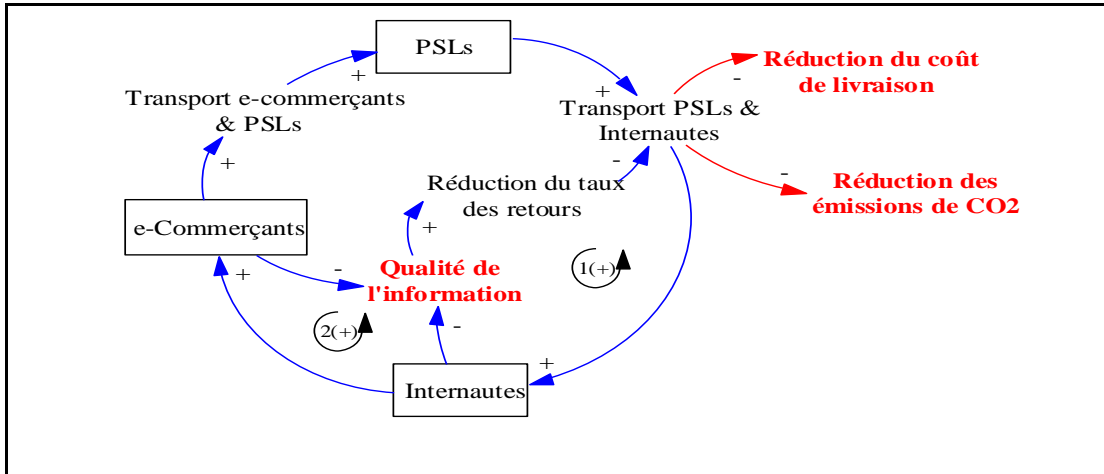 PSLs
+
Transport e-commerçants
& PSLs
+
e-Commerçants
+
-
Qualité de
l'information
+
Réduction du taux
des retours
-
+
Transport PSLs &
Internautes
-
Réduction du coût
de livraison
-
Réduction des
émissions de CO2
1(+)
2(+)
-
+
Internautes